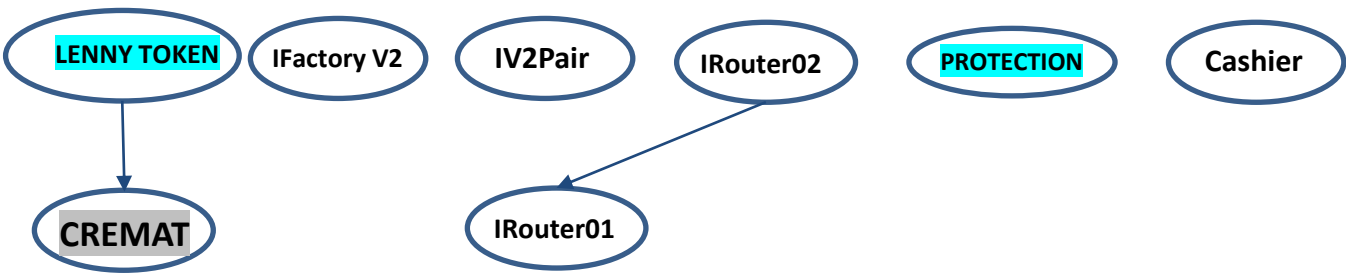 LENNY TOKEN
IFactory V2
IV2Pair
IRouter02
PROTECTION
Cashier
CREMAT
IRouter01